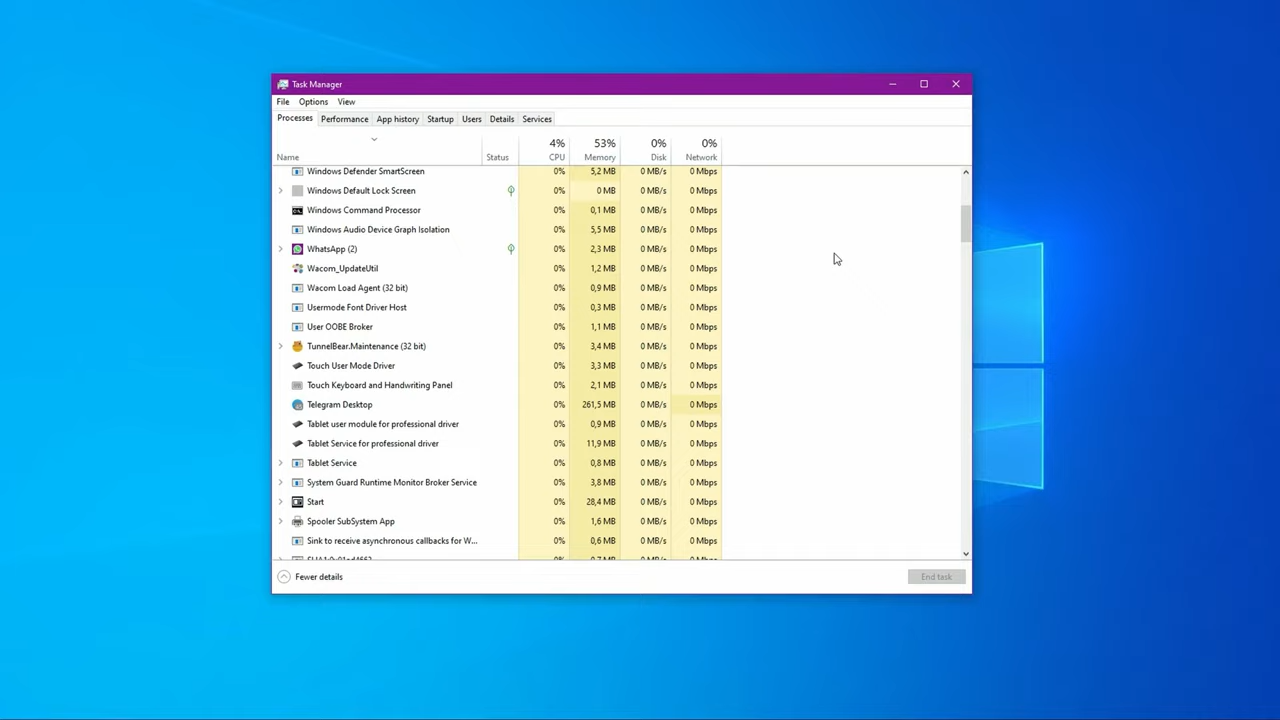 Task Manager
File Options View
Processes Performance App history Startup Users Details Services
4% 53% 0% 0%
Name Status CPU Memory Disk Network
Windows Defender SmartScreen 0% 5,2 MB 0 MB/s 0 Mbps
Windows Default Lock Screen 0% 0 MB 0 MB/s 0 Mbps
Windows Command Processor 0% 0,1 MB 0 MB/s 0 Mbps
Windows Audio Device Graph Isolation 0% 5,5 MB 0 MB/s 0 Mbps
WhatsApp (2) 0% 2,3 MB 0 MB/s 0 Mbps
Wacom_UpdateUtil 0% 1,2 MB 0 MB/s 0 Mbps
Wacom Load Agent (32 bit) 0% 0,9 MB 0 MB/s 0 Mbps
Usermode Font Driver Host 0% 0,3 MB 0 MB/s 0 Mbps
User OOBE Broker 0% 1,1 MB 0 MB/s 0 Mbps
TunnelBear.Maintenance (32 bit) 0% 3,4 MB 0 MB/s 0 Mbps
Touch User Mode Driver 0% 3,3 MB 0 MB/s 0 Mbps
Touch Keyboard and Handwriting Panel 0% 2,1 MB 0 MB/s 0 Mbps
Telegram Desktop 0% 261,5 MB 0 MB/s 0 Mbps
Tablet user module for professional driver 0% 0,9 MB 0 MB/s 0 Mbps
Tablet Service for professional driver 0% 11,9 MB 0 MB/s 0 Mbps
Tablet Service 0% 0,8 MB 0 MB/s 0 Mbps
System Guard Runtime Monitor Broker Service 0% 3,8 MB 0 MB/s 0 Mbps
Start 0% 28,4 MB 0 MB/s 0 Mbps
Spooler SubSystem App 0% 1,6 MB 0 MB/s 0 Mbps
Sink to receive asynchronous callbacks for W... 0% 0,6 MB 0 MB/s 0 Mbps
Fewer details End task